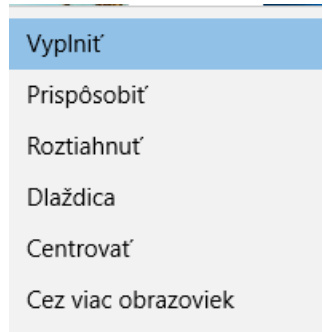 Vyplniť
Prispôsobiť
Roztiahnuť
Dlaždica
Centrovať
Cez viac obrazoviek